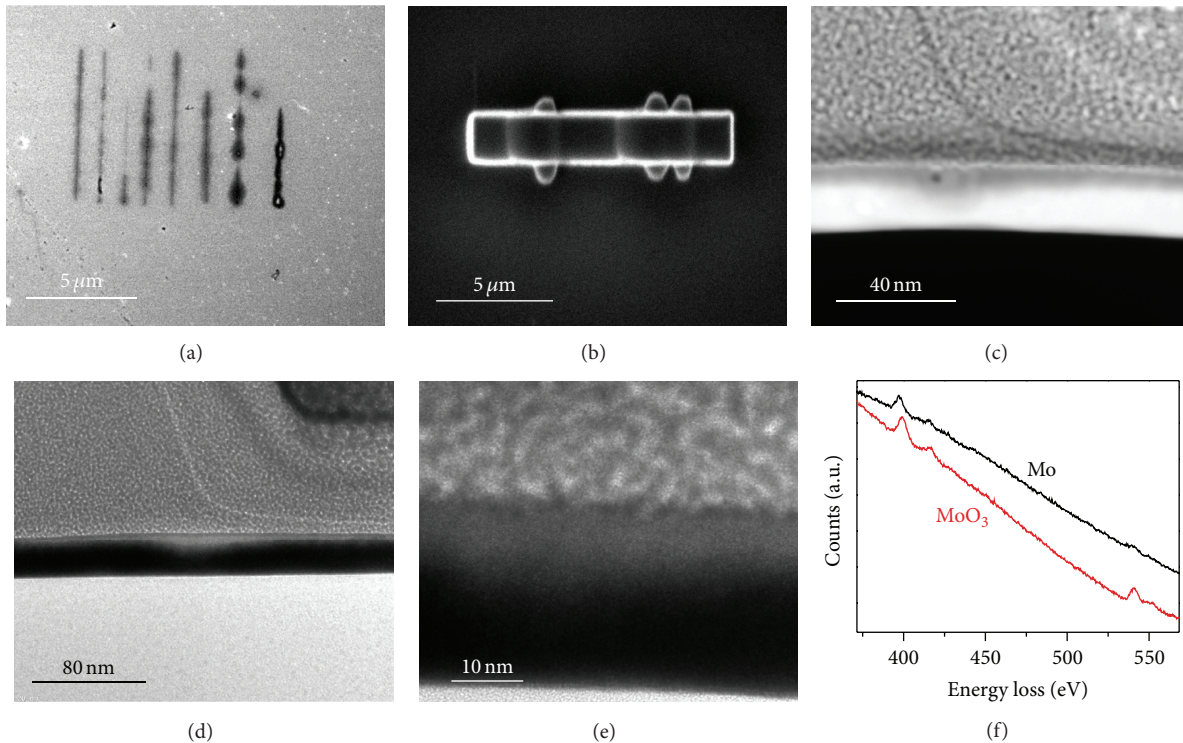 5 μm
5 μm
40 nm
(a)
(b)
(c)
80 nm
10 nm
Counts (a.u.)
Mo
MoO₃
400
450
500
550
Energy loss (eV)
(d)
(e)
(f)